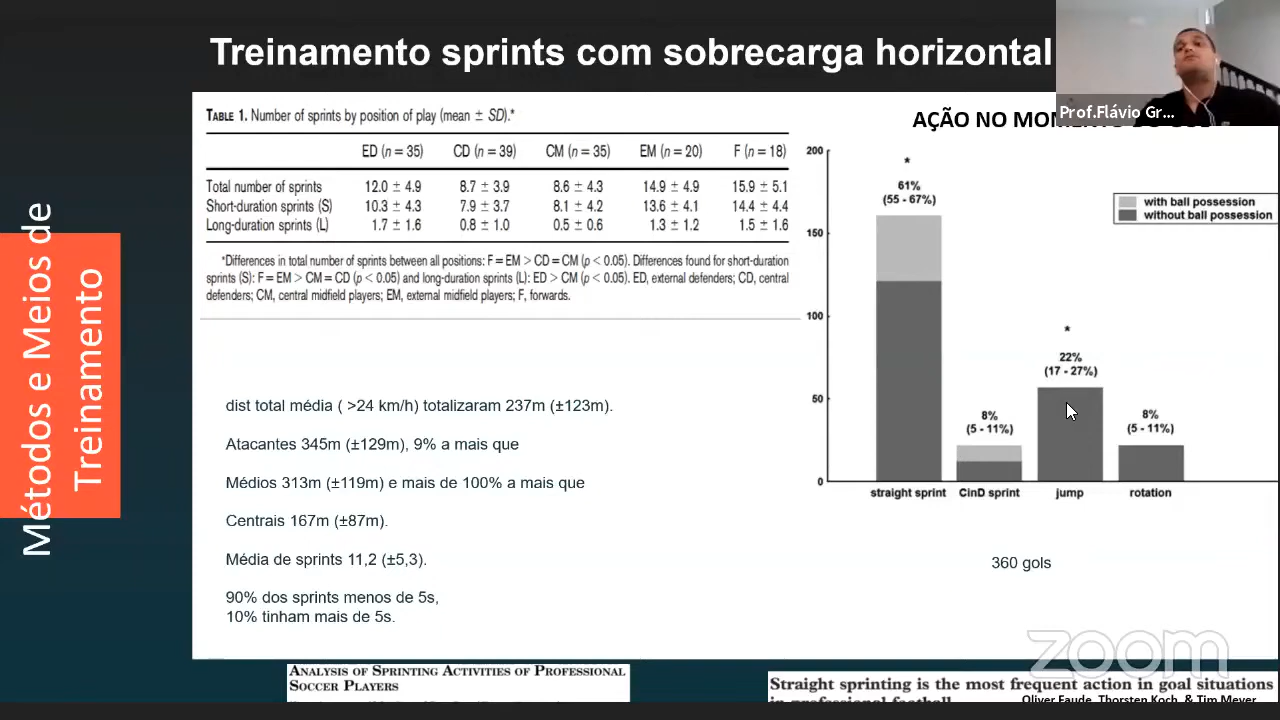 Treinamento sprints com sobrecarga horizontal
Prof.Flávio Gr...
Métodos e Meios de
Treinamento
TABLE 1. Number of sprints by position of play (mean ± SD).*
ED (n = 35) CD (n = 39) CM (n = 35) EM (n = 20) F (n = 18)
Total number of sprints 12.0 ± 4.9 8.7 ± 3.9 8.6 ± 4.3 14.9 ± 4.9 15.9 ± 5.1
Short-duration sprints (S) 10.3 ± 4.3 7.9 ± 3.7 8.1 ± 4.2 13.6 ± 4.1 14.4 ± 4.4
Long-duration sprints (L) 1.7 ± 1.6 0.8 ± 1.0 0.5 ± 0.6 1.3 ± 1.2 1.5 ± 1.6
*Differences in total number of sprints between all positions: F = EM > CD = CM (p < 0.05). Differences found for short-duration
sprints (S): F = EM > CM = CD (p < 0.05) and long-duration sprints (L): ED > CM (p < 0.05). ED, external defenders; CD, central
defenders; CM, central midfield players; EM, external midfield players; F, forwards.
dist total média ( >24 km/h) totalizaram 237m (±123m).
Atacantes 345m (±129m), 9% a mais que
Médios 313m (±119m) e mais de 100% a mais que
Centrais 167m (±87m).
Média de sprints 11,2 (±5,3).
90% dos sprints menos de 5s,
10% tinham mais de 5s.
AÇÃO NO
200
150
100
50
0
*
61%
(55 - 67%)
8%
(5 - 11%)
*
22%
(17 - 27%)
8%
(5 - 11%)
with ball possession
without ball possession
straight sprint CinD sprint jump rotation
360 gols
zoom
ANALYSIS OF SPRINTING ACTIVITIES OF PROFESSIONAL
SOCCER PLAYERS
Straight sprinting is the most frequent action in goal situations
in professional football
Oliver Faude, Thorsten Koch, & Tim Meyer